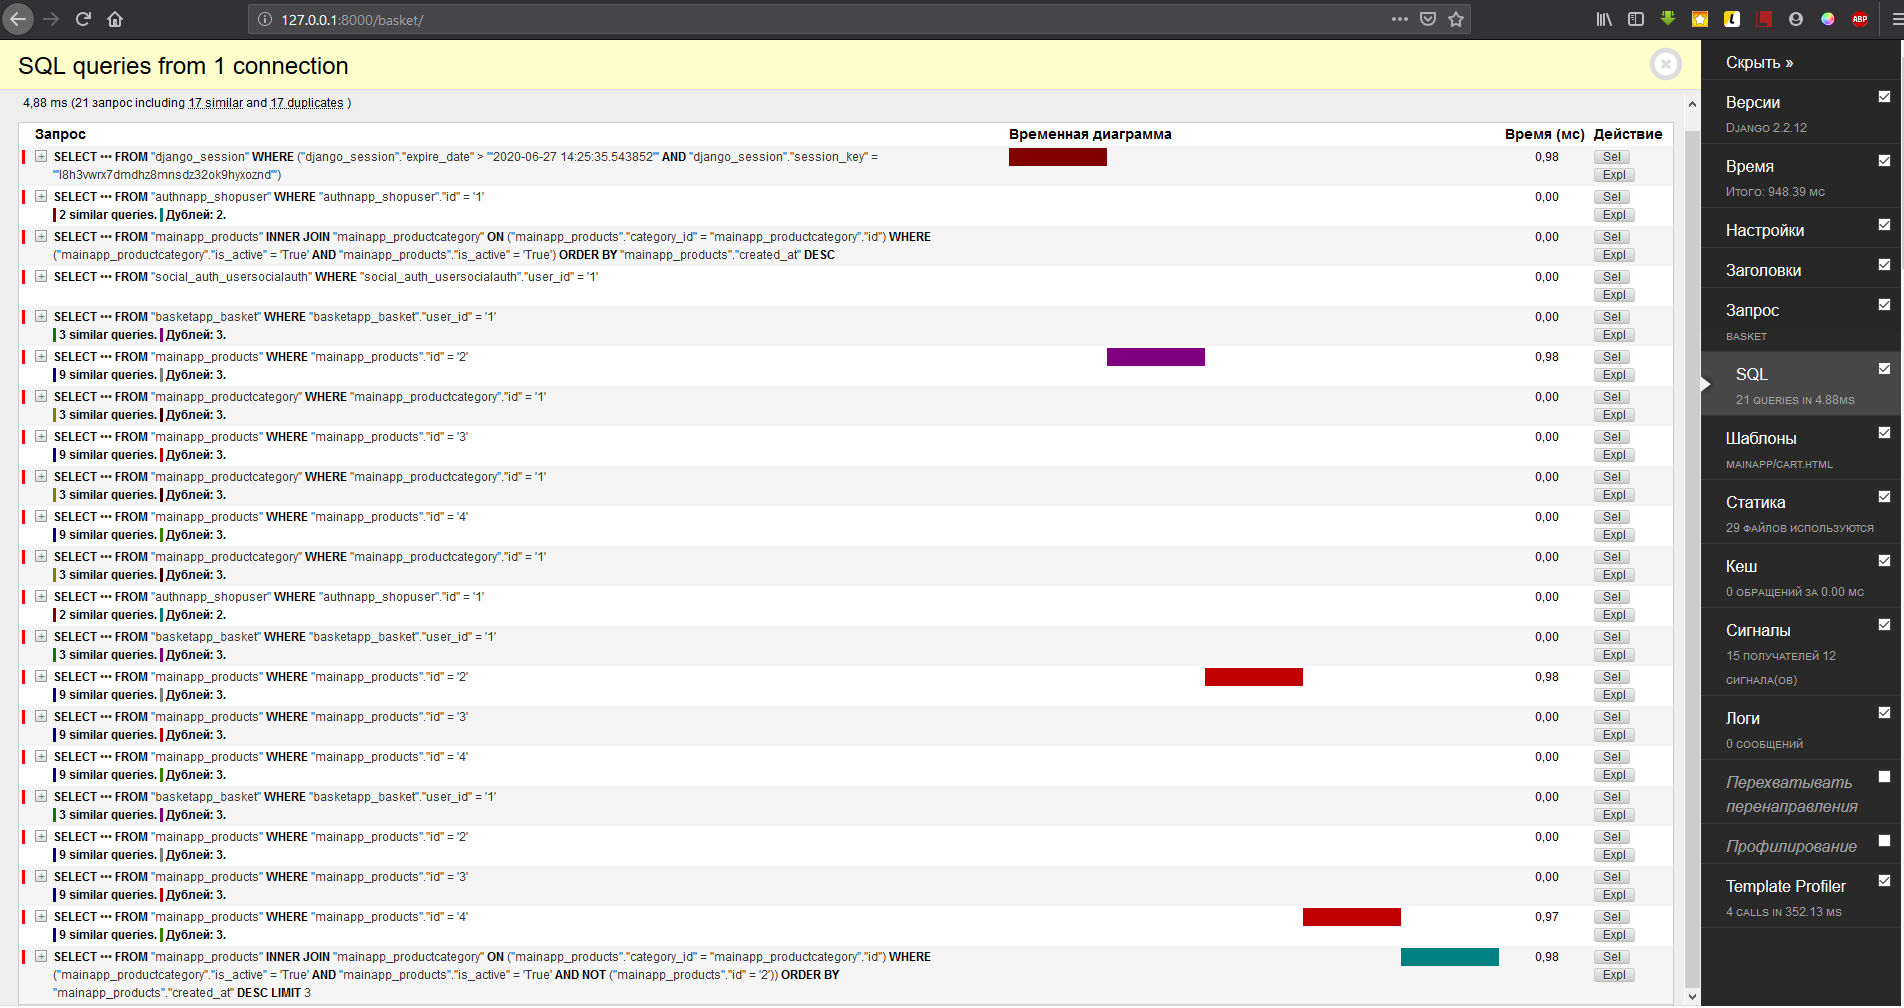 127.0.0.1:8000/basket/
SQL queries from 1 connection
4,88 ms (21 запрос including 17 similar and 17 duplicates )
Запрос Временная диаграмма Время (мс) Действие
SELECT ••• FROM "django_session" WHERE ("django_session"."expire_date" > '"2020-06-27 14:25:35.543852"' AND "django_session"."session_key" = 0,98 Sel
'"l8h3vwrx7dmdhz8mnsdz32ok9hyxoznd"') Expl
SELECT ••• FROM "authnapp_shopuser" WHERE "authnapp_shopuser"."id" = '1' 0,00 Sel
2 similar queries. Дублей: 2. Expl
SELECT ••• FROM "mainapp_products" INNER JOIN "mainapp_productcategory" ON ("mainapp_products"."category_id" = "mainapp_productcategory"."id") WHERE 0,00 Sel
("mainapp_productcategory"."is_active" = 'True' AND "mainapp_products"."is_active" = 'True') ORDER BY "mainapp_products"."created_at" DESC Expl
SELECT ••• FROM "social_auth_usersocialauth" WHERE "social_auth_usersocialauth"."user_id" = '1' 0,00 Sel
Expl
SELECT ••• FROM "basketapp_basket" WHERE "basketapp_basket"."user_id" = '1' 0,00 Sel
3 similar queries. Дублей: 3. Expl
SELECT ••• FROM "mainapp_products" WHERE "mainapp_products"."id" = '2' 0,98 Sel
9 similar queries. Дублей: 3. Expl
SELECT ••• FROM "mainapp_productcategory" WHERE "mainapp_productcategory"."id" = '1' 0,00 Sel
3 similar queries. Дублей: 3. Expl
SELECT ••• FROM "mainapp_products" WHERE "mainapp_products"."id" = '3' 0,00 Sel
9 similar queries. Дублей: 3. Expl
SELECT ••• FROM "mainapp_productcategory" WHERE "mainapp_productcategory"."id" = '1' 0,00 Sel
3 similar queries. Дублей: 3. Expl
SELECT ••• FROM "mainapp_products" WHERE "mainapp_products"."id" = '4' 0,00 Sel
9 similar queries. Дублей: 3. Expl
SELECT ••• FROM "mainapp_productcategory" WHERE "mainapp_productcategory"."id" = '1' 0,00 Sel
3 similar queries. Дублей: 3. Expl
SELECT ••• FROM "authnapp_shopuser" WHERE "authnapp_shopuser"."id" = '1' 0,00 Sel
2 similar queries. Дублей: 2. Expl
SELECT ••• FROM "basketapp_basket" WHERE "basketapp_basket"."user_id" = '1' 0,00 Sel
3 similar queries. Дублей: 3. Expl
SELECT ••• FROM "mainapp_products" WHERE "mainapp_products"."id" = '2' 0,98 Sel
9 similar queries. Дублей: 3. Expl
SELECT ••• FROM "mainapp_products" WHERE "mainapp_products"."id" = '3' 0,00 Sel
9 similar queries. Дублей: 3. Expl
SELECT ••• FROM "mainapp_products" WHERE "mainapp_products"."id" = '4' 0,00 Sel
9 similar queries. Дублей: 3. Expl
SELECT ••• FROM "basketapp_basket" WHERE "basketapp_basket"."user_id" = '1' 0,00 Sel
3 similar queries. Дублей: 3. Expl
SELECT ••• FROM "mainapp_products" WHERE "mainapp_products"."id" = '2' 0,00 Sel
9 similar queries. Дублей: 3. Expl
SELECT ••• FROM "mainapp_products" WHERE "mainapp_products"."id" = '3' 0,00 Sel
9 similar queries. Дублей: 3. Expl
SELECT ••• FROM "mainapp_products" WHERE "mainapp_products"."id" = '4' 0,97 Sel
9 similar queries. Дублей: 3. Expl
SELECT ••• FROM "mainapp_products" INNER JOIN "mainapp_productcategory" ON ("mainapp_products"."category_id" = "mainapp_productcategory"."id") WHERE 0,98 Sel
("mainapp_productcategory"."is_active" = 'True' AND "mainapp_products"."is_active" = 'True' AND NOT ("mainapp_products"."id" = '2')) ORDER BY Expl
"mainapp_products"."created_at" DESC LIMIT 3
Скрыть »
Версии
Django 2.2.12
Время
Итого: 948.39 мс
Настройки
Заголовки
Запрос
basket
SQL
21 queries in 4.88ms
Шаблоны
mainapp/cart.html
Статика
29 файлов используются
Кеш
0 обращений за 0.00 мс
Сигналы
15 получателей 12
сигнала(ов)
Логи
0 сообщений
Перехватывать
перенаправления
Профилирование
Template Profiler
4 calls in 352.13 ms
ABP